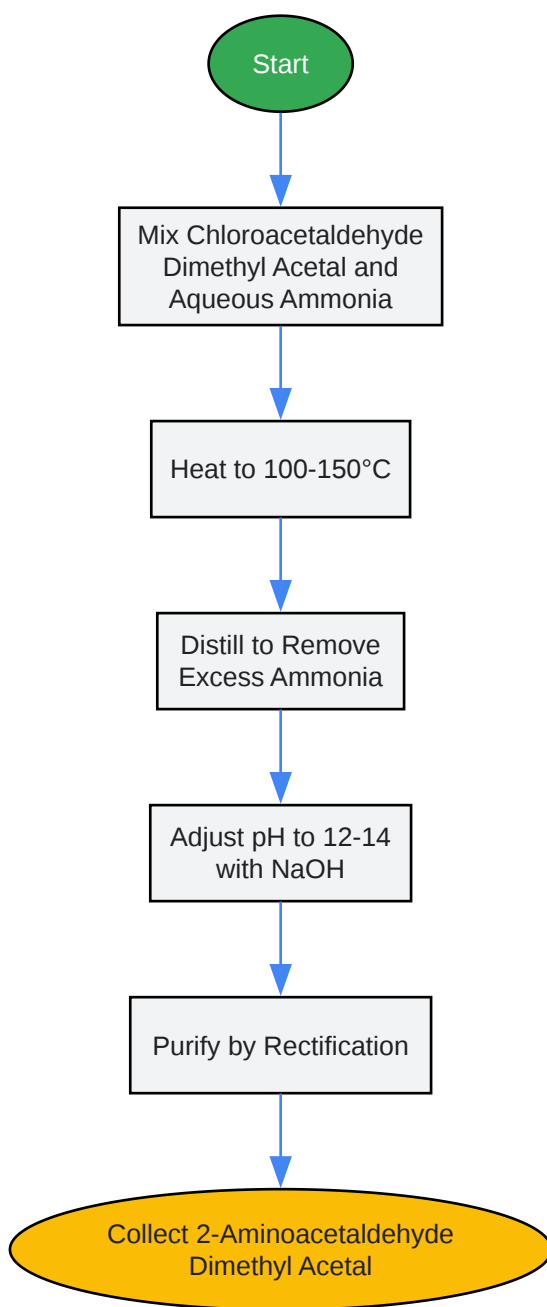 Start
Mix Chloroacetaldehyde
Dimethyl Acetal and
Aqueous Ammonia
Heat to 100-150°C
Distill to Remove
Excess Ammonia
Adjust pH to 12-14
with NaOH
Purify by Rectification
Collect 2-Aminoacetaldehyde
Dimethyl Acetal